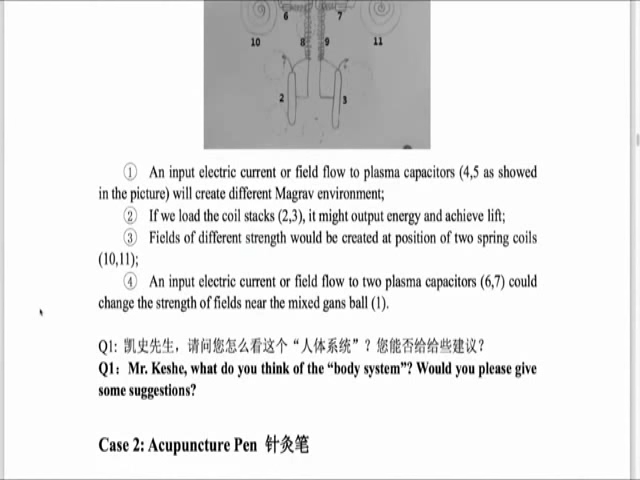 6 7
10 8 9 11
2 3
① An input electric current or field flow to plasma capacitors (4,5 as showed
in the picture) will create different Magrav environment;
② If we load the coil stacks (2,3), it might output energy and achieve lift;
③ Fields of different strength would be created at position of two spring coils
(10,11);
④ An input electric current or field flow to two plasma capacitors (6,7) could
change the strength of fields near the mixed gans ball (1).
Q1: 凯史先生，请问您怎么看这个“人体系统”？您能否给给些建议？
Q1：Mr. Keshe, what do you think of the “body system”? Would you please give
some suggestions?
Case 2: Acupuncture Pen 针灸笔